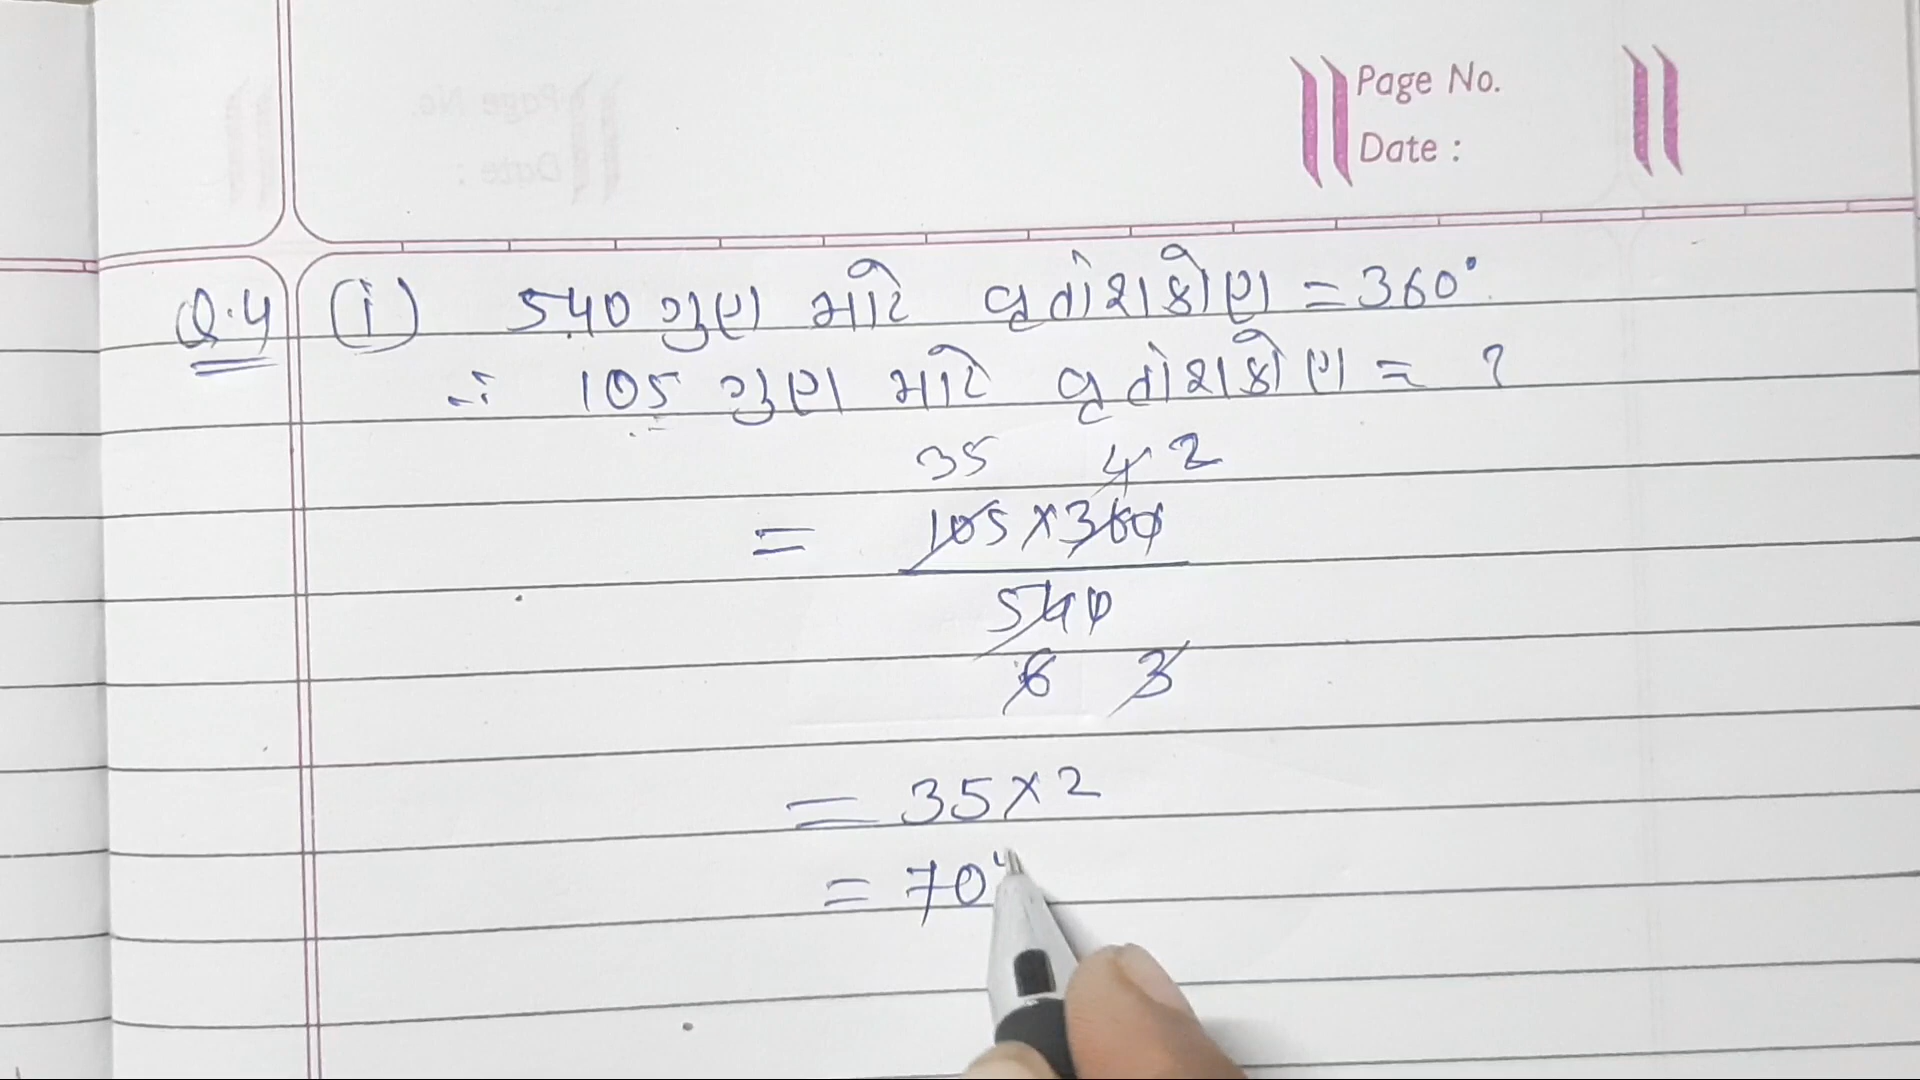 Page No.
Date :
Q.4 (i) 540 ગુણ માટે વૃતાંશકોણ = 360°
∴ 105 ગુણ માટે વૃતાંશકોણ = ?
35 4 2
= 105 × 360
540
6 3
= 35 × 2
= 70°